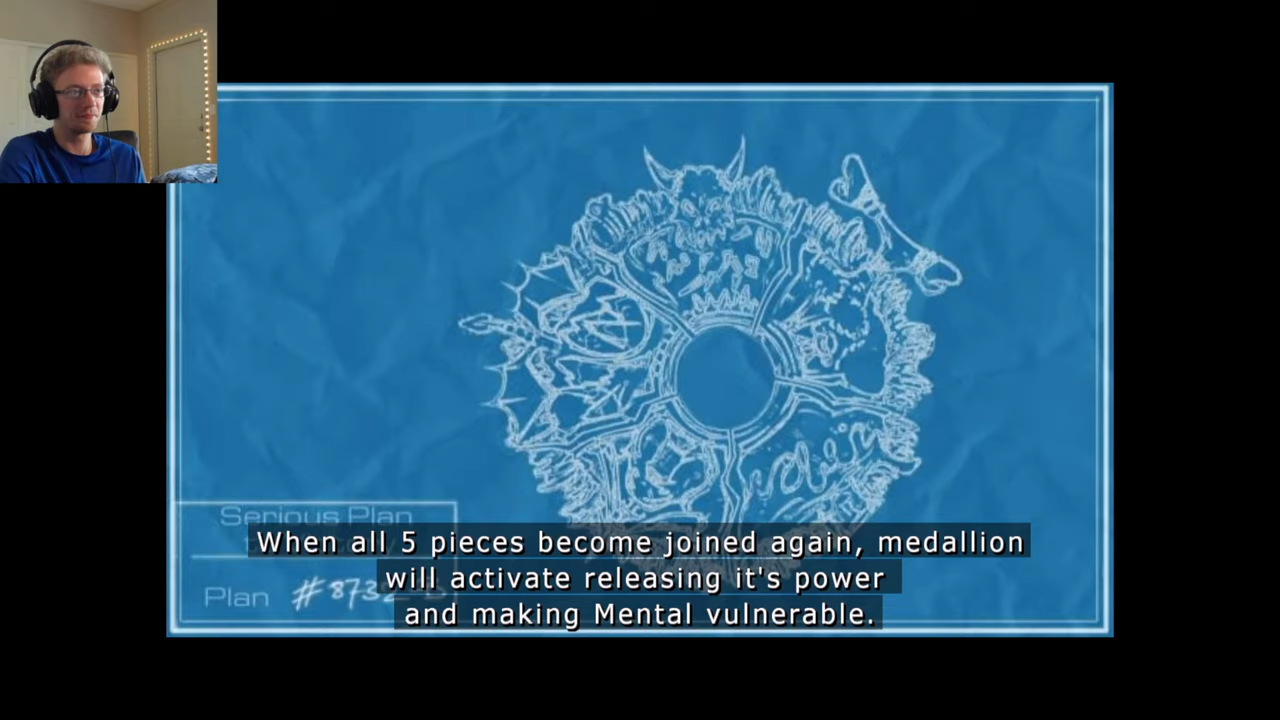 Serious Plan
Plan #8732
When all 5 pieces become joined again, medallion
will activate releasing it's power
and making Mental vulnerable.